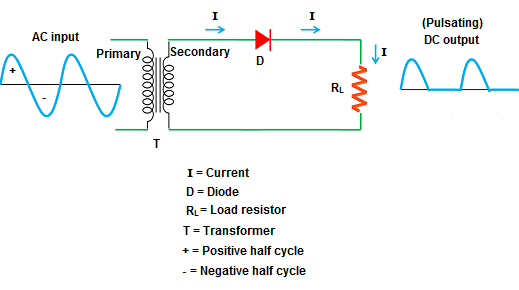 AC input
+
-
Primary
Secondary
I
I
D
I
RL
T
(Pulsating)
DC output
I = Current
D = Diode
RL = Load resistor
T = Transformer
+ = Positive half cycle
- = Negative half cycle